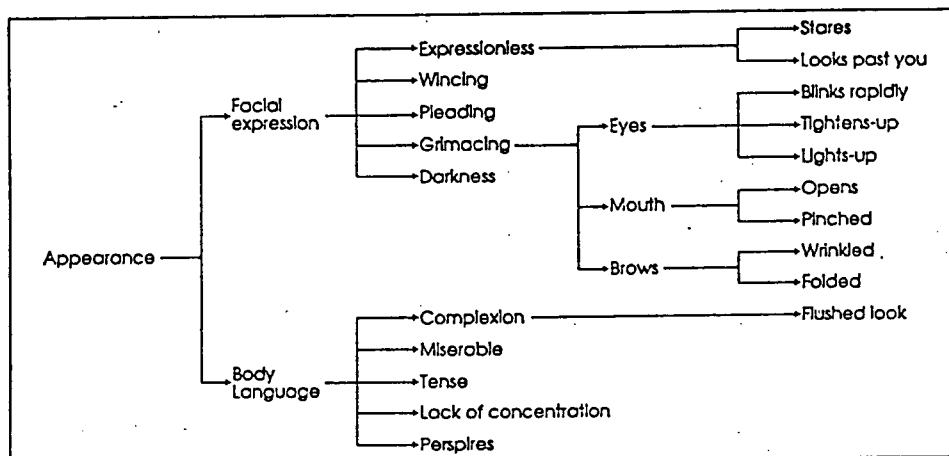 Appearance
Facial
expression
Expressionless
Stares
Looks past you
Wincing
Pleading
Grimacing
Eyes
Blinks rapidly
Tightens-up
Lights-up
Mouth
Opens
Pinched
Brows
Wrinkled
Folded
Darkness
Body
Language
Complexion
Flushed look
Miserable
Tense
Lack of concentration
Perspires